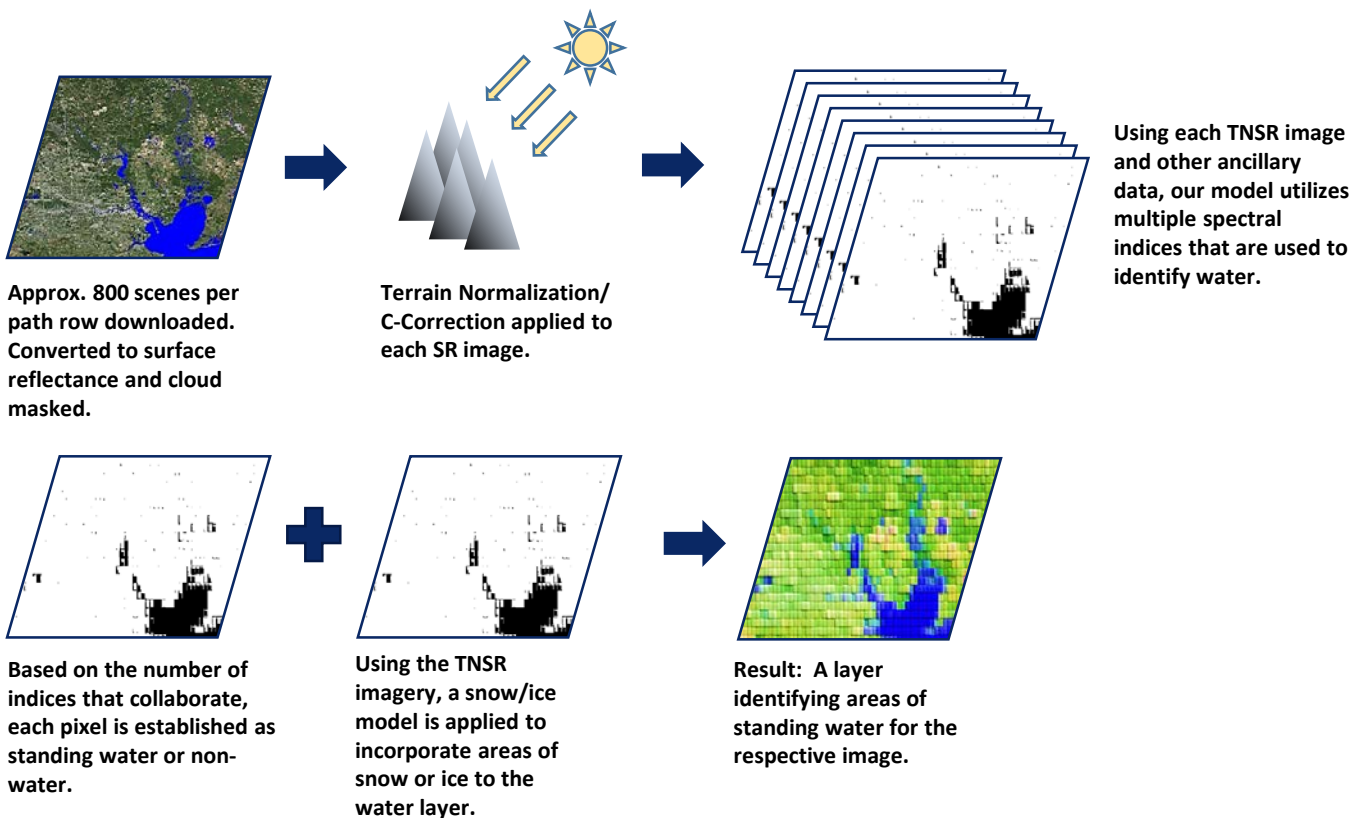 Approx. 800 scenes per
path row downloaded.
Converted to surface
reflectance and cloud
masked.
Terrain Normalization/
C-Correction applied to
each SR image.
Using each TNSR image
and other ancillary
data, our model utilizes
multiple spectral
indices that are used to
identify water.
Based on the number of
indices that collaborate,
each pixel is established as
standing water or non-
water.
Using the TNSR
imagery, a snow/ice
model is applied to
incorporate areas of
snow or ice to the
water layer.
Result:  A layer
identifying areas of
standing water for the
respective image.